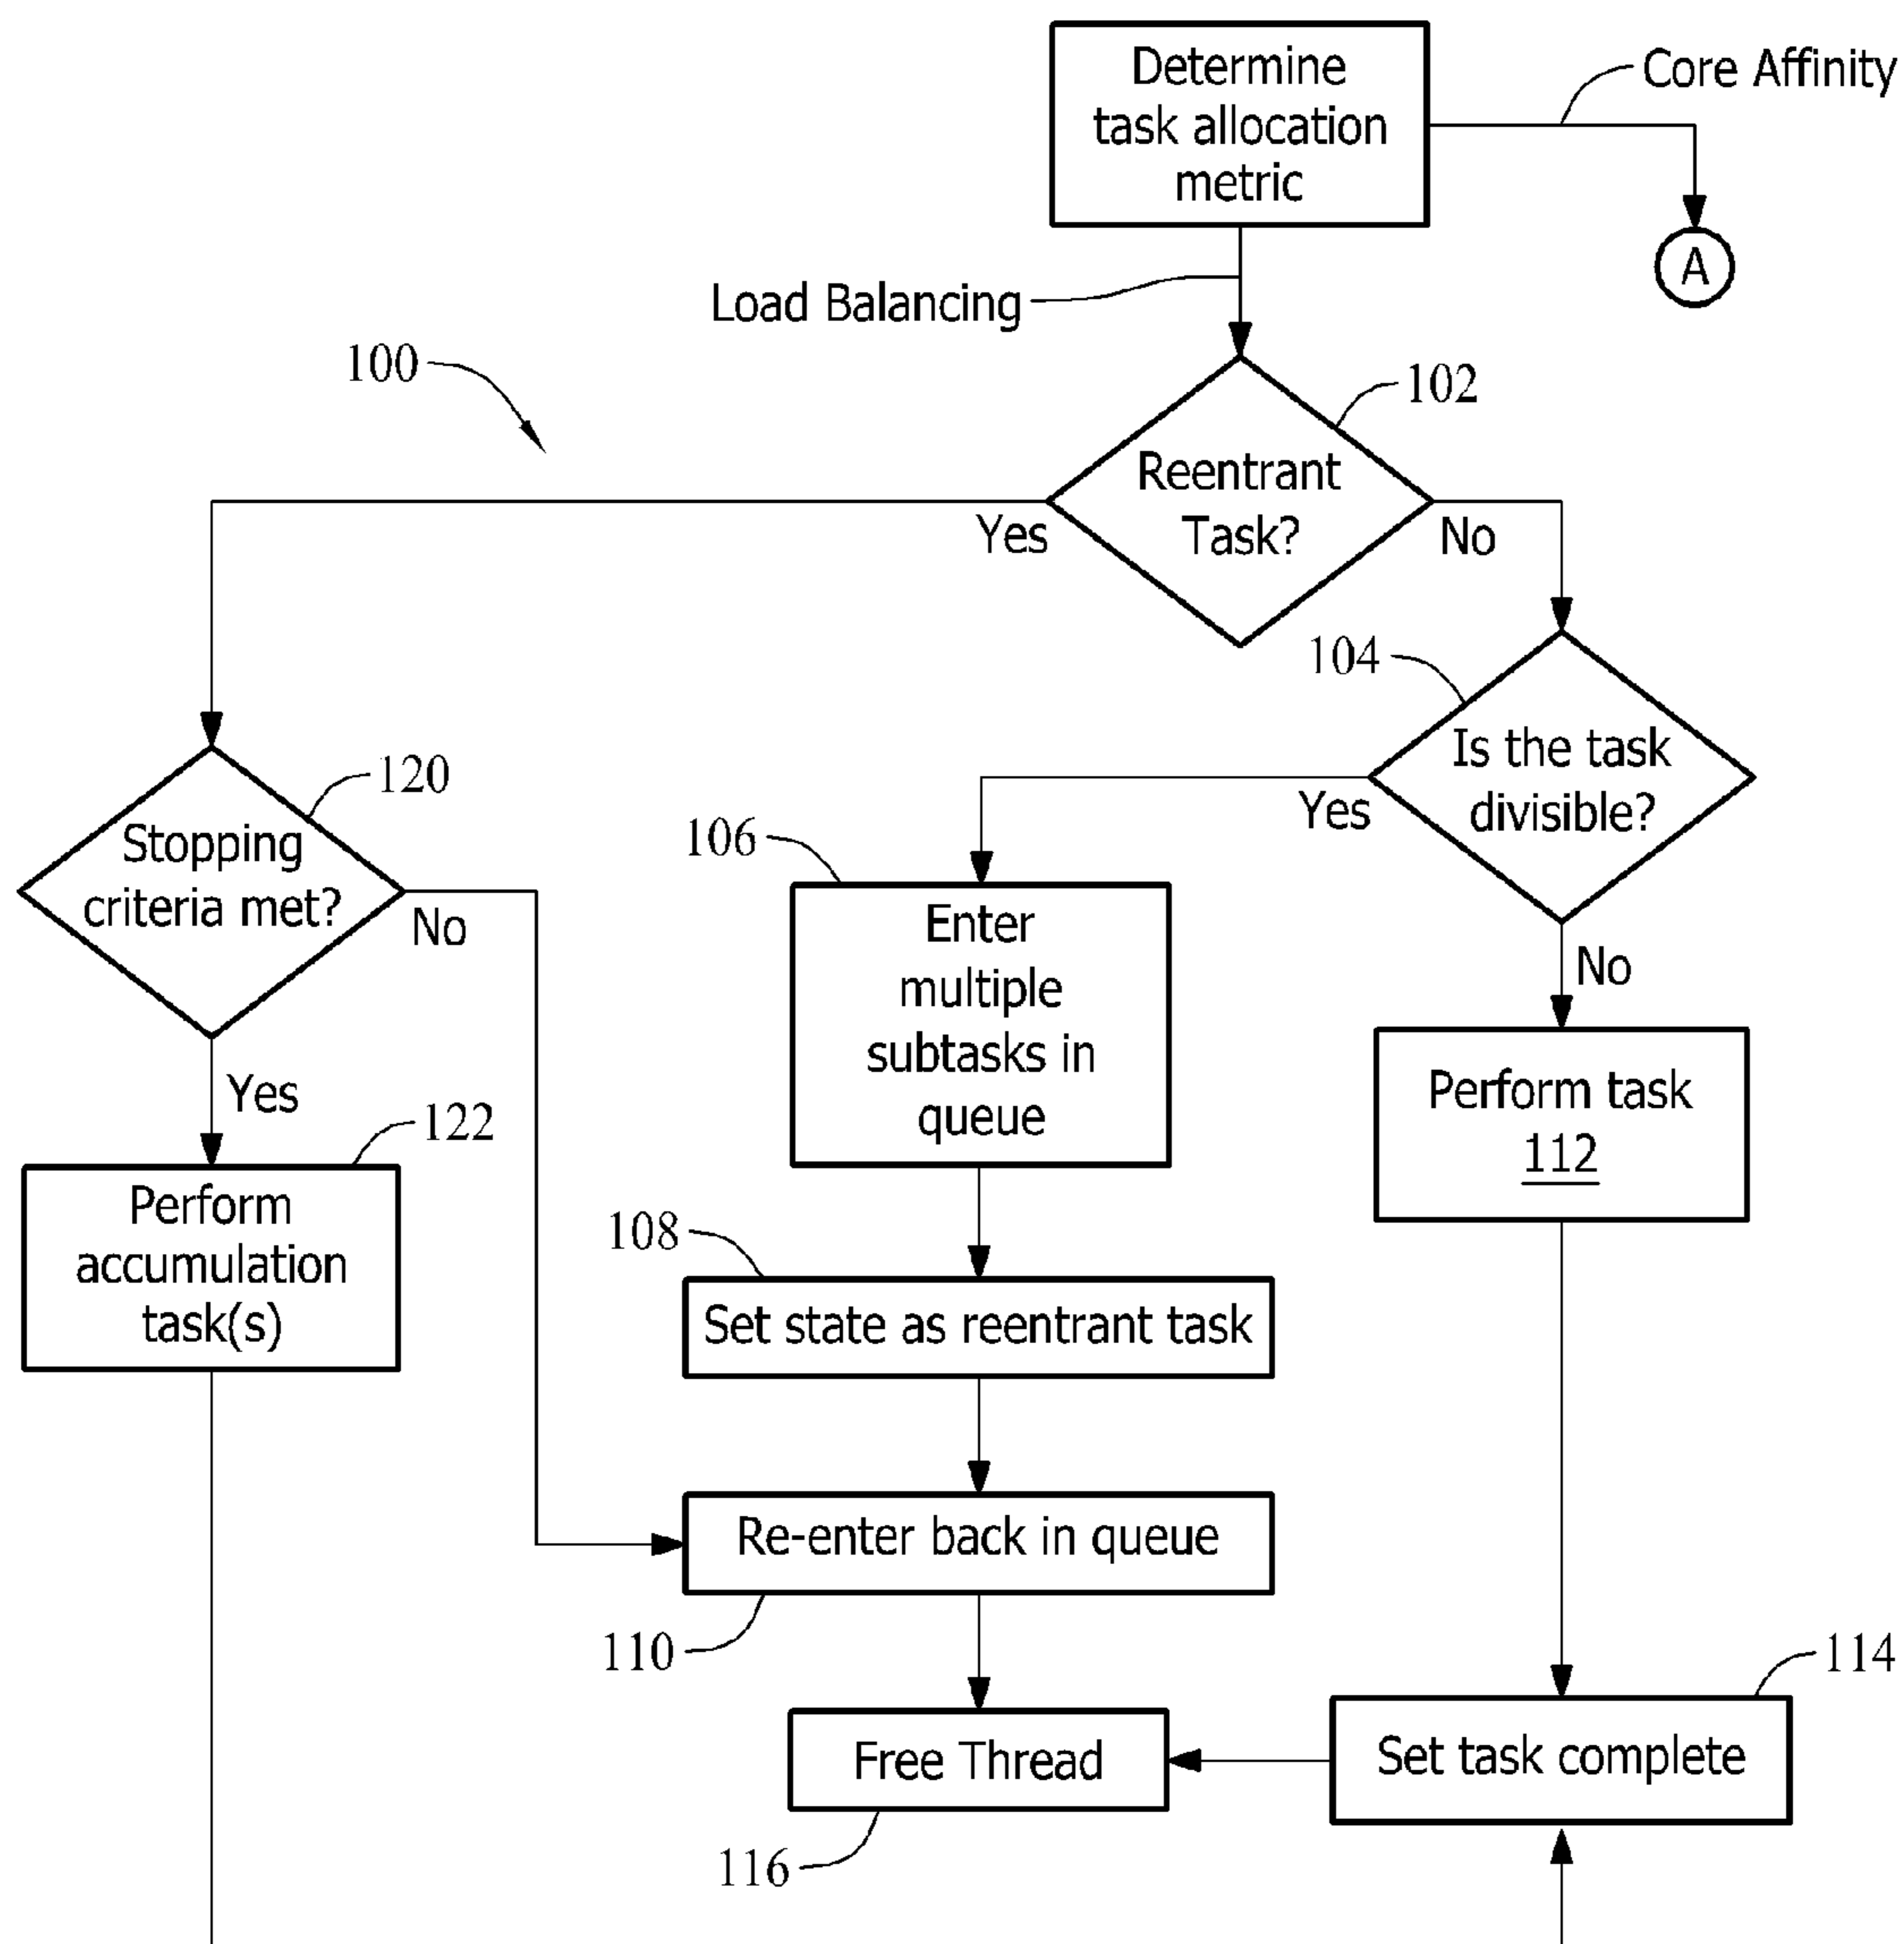 Determine
task allocation
metric
Core Affinity
A
Load Balancing
100
102
Reentrant
Task?
Yes
No
104
Is the task
divisible?
Yes
No
120
Stopping
criteria met?
No
Yes
106
Enter
multiple
subtasks in
queue
Perform task
112
122
Perform
accumulation
task(s)
108
Set state as reentrant task
Re-enter back in queue
110
114
Set task complete
Free Thread
116